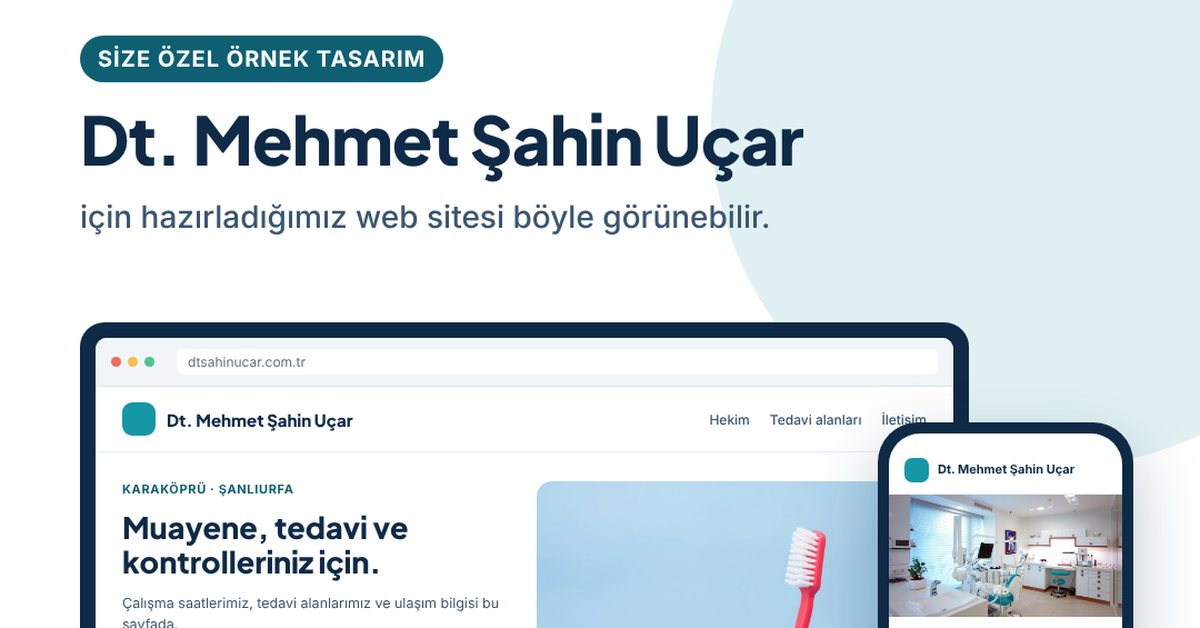 SİZE ÖZEL ÖRNEK TASARIM
Dt. Mehmet Şahin Uçar
için hazırladığımız web sitesi böyle görünebilir.
dtsahinucar.com.tr
Dt. Mehmet Şahin Uçar
Hekim Tedavi alanları İletişim
Dt. Mehmet Şahin Uçar
KARAKÖPRÜ · ŞANLIURFA
Muayene, tedavi ve
kontrolleriniz için.
Çalışma saatlerimiz, tedavi alanlarımız ve ulaşım bilgisi bu
sayfada.